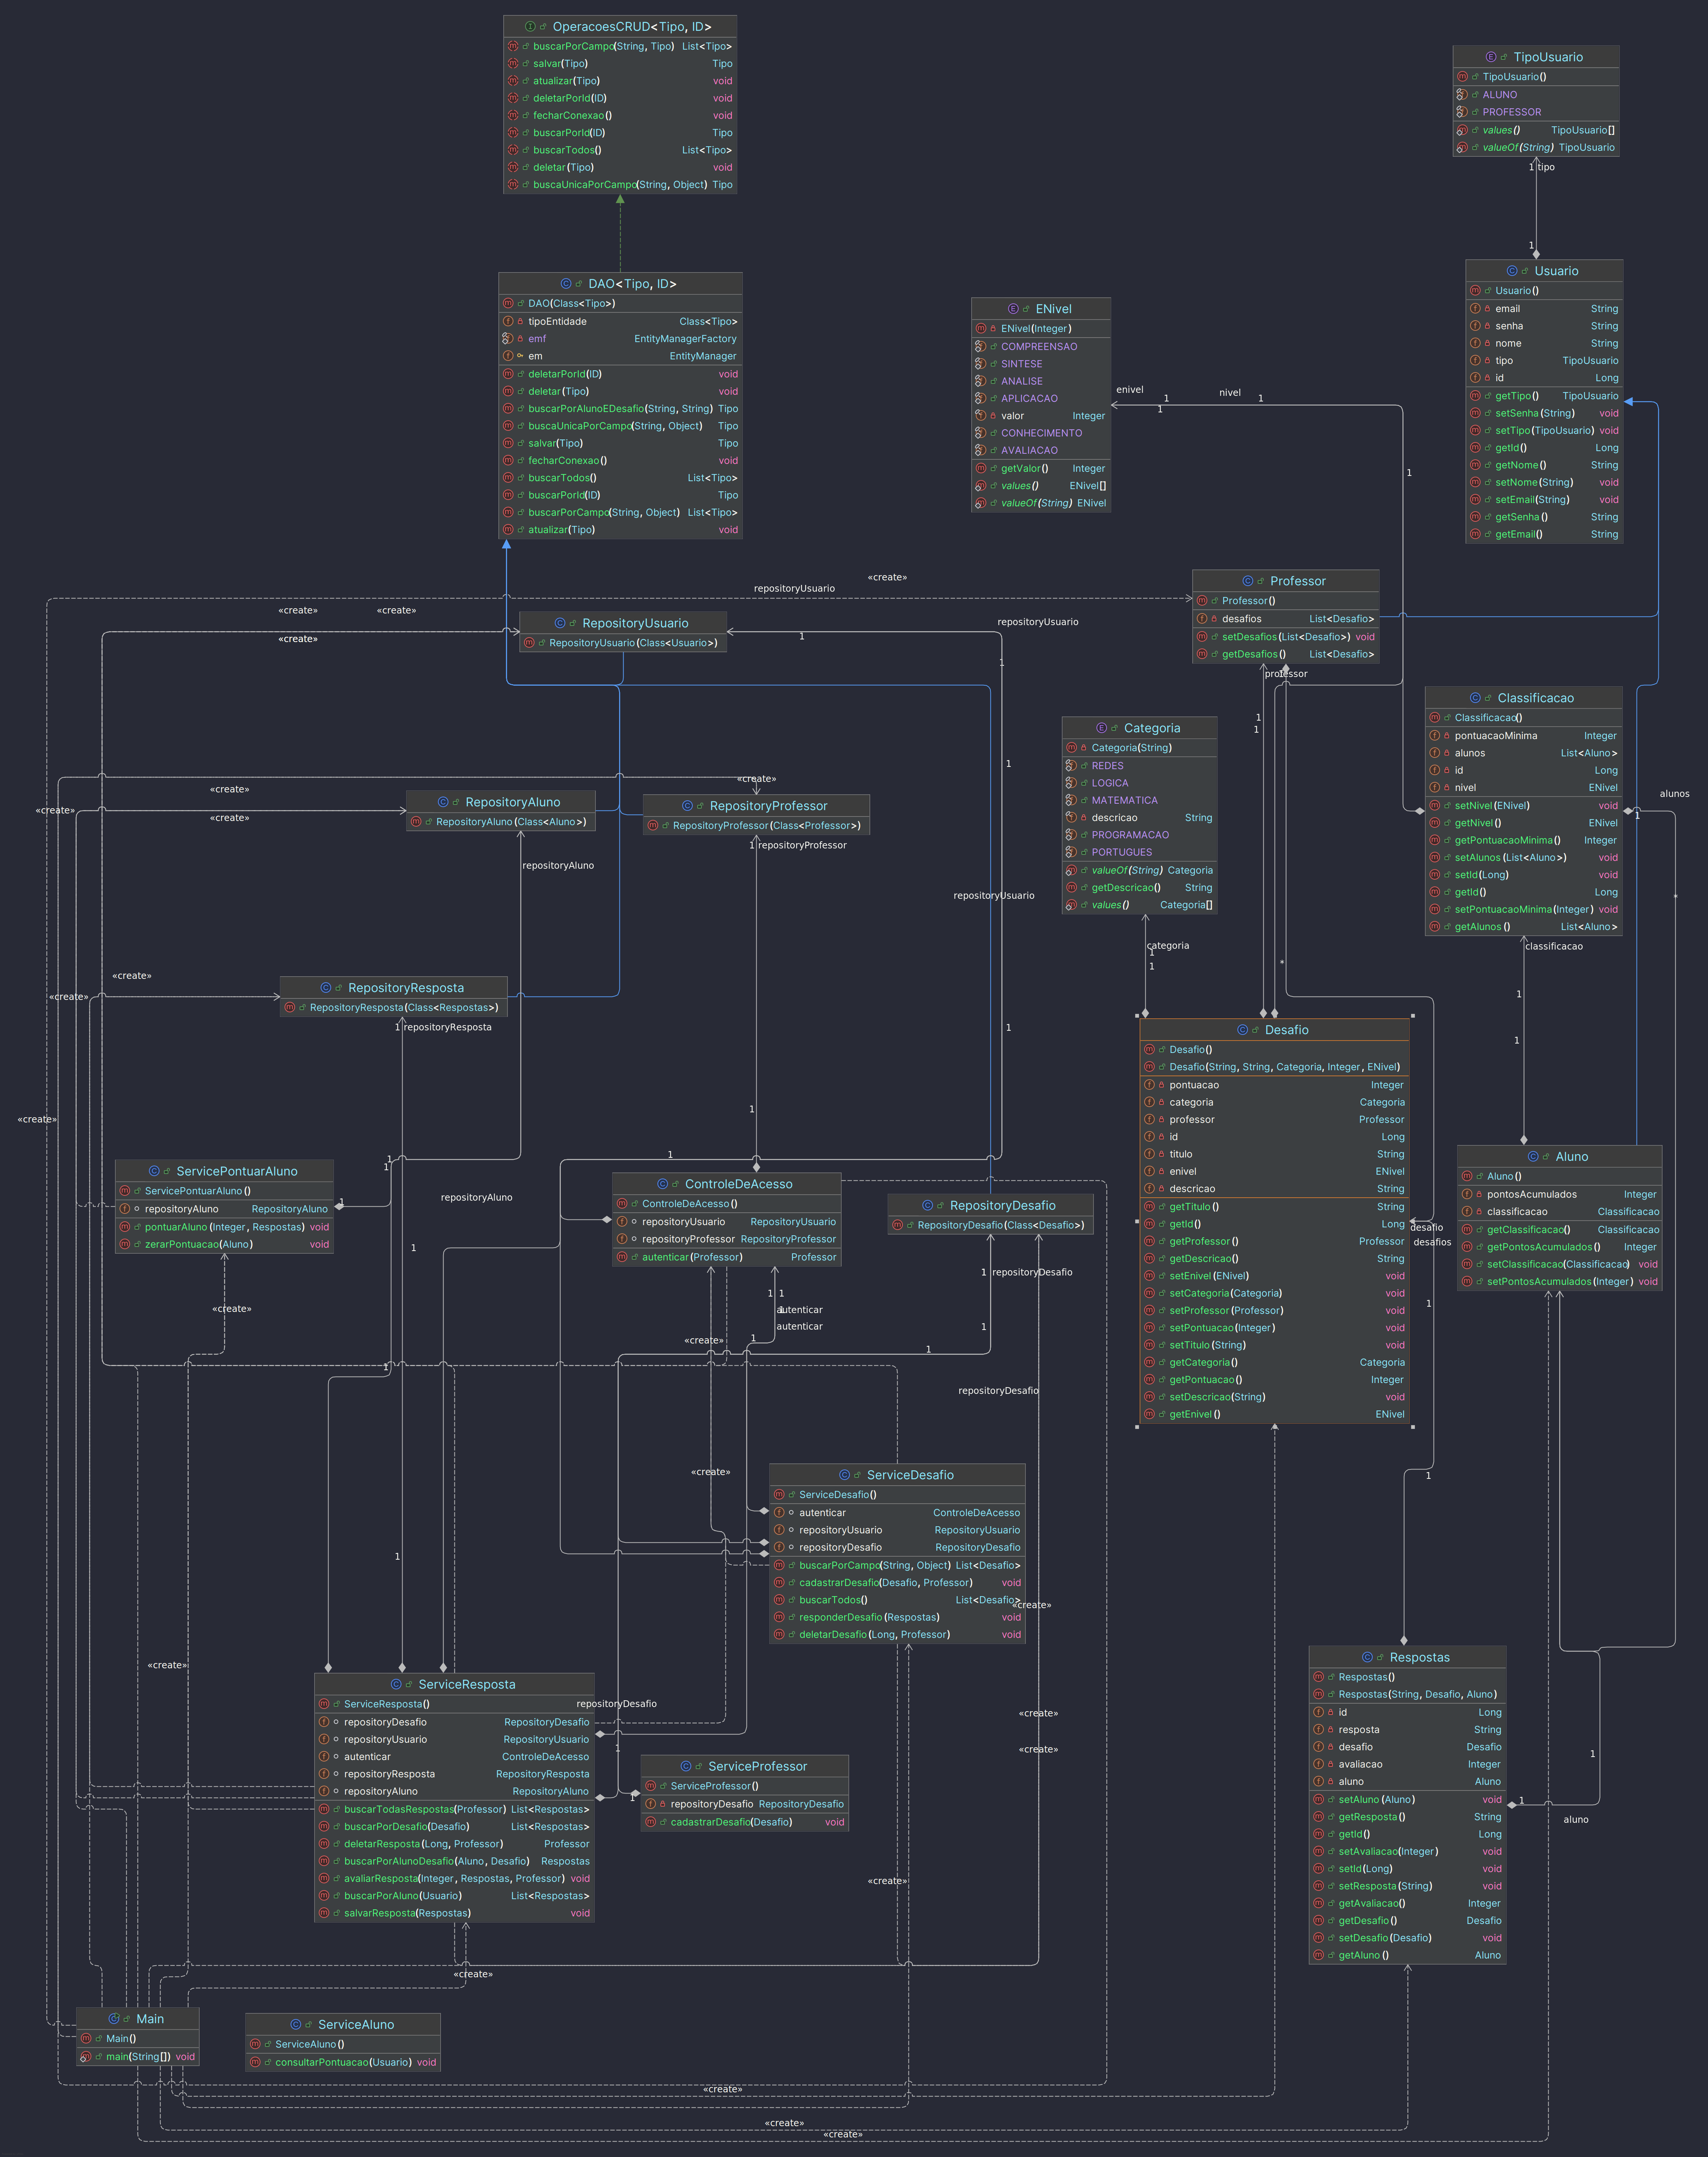 OperacoesCRUD<Tipo, ID>
buscarPorCampo(String, Tipo) List<Tipo>
salvar(Tipo) Tipo
atualizar(Tipo) void
deletarPorId(ID) void
fecharConexao() void
buscarPorId(ID) Tipo
buscarTodos() List<Tipo>
deletar(Tipo) void
buscaUnicaPorCampo(String, Object) Tipo
TipoUsuario
TipoUsuario()
ALUNO
PROFESSOR
values() TipoUsuario[]
valueOf(String) TipoUsuario
1 tipo
1
Usuario
Usuario()
email String
senha String
nome String
tipo TipoUsuario
id Long
getTipo() TipoUsuario
setSenha(String) void
setTipo(TipoUsuario) void
getId() Long
getNome() String
setNome(String) void
setEmail(String) void
getSenha() String
getEmail() String
DAO<Tipo, ID>
DAO(Class<Tipo>)
tipoEntidade Class<Tipo>
emf EntityManagerFactory
em EntityManager
deletarPorId(ID) void
deletar(Tipo) void
buscarPorAlunoEDesafio(String, String) Tipo
buscaUnicaPorCampo(String, Object) Tipo
salvar(Tipo) Tipo
fecharConexao() void
buscarTodos() List<Tipo>
buscarPorId(ID) Tipo
buscarPorCampo(String, Object) List<Tipo>
atualizar(Tipo) void
ENivel
ENivel(Integer)
COMPREENSAO
SINTESE
ANALISE
APLICACAO
valor Integer
CONHECIMENTO
AVALIACAO
getValor() Integer
values() ENivel[]
valueOf(String) ENivel
enivel
1
1
nivel
1
1
«create»
repositoryUsuario
«create»
«create»
«create»
Professor
Professor()
desafios List<Desafio>
setDesafios(List<Desafio>) void
getDesafios() List<Desafio>
professor
1
1
1
*
RepositoryUsuario
RepositoryUsuario(Class<Usuario>)
1
repositoryUsuario
1
1
Classificacao
Classificacao()
pontuacaoMinima Integer
alunos List<Aluno>
id Long
nivel ENivel
setNivel(ENivel) void
getNivel() ENivel
getPontuacaoMinima() Integer
setAlunos(List<Aluno>) void
setId(Long) void
getId() Long
setPontuacaoMinima(Integer) void
getAlunos() List<Aluno>
alunos
1
*
classificacao
1
1
Categoria
Categoria(String)
REDES
LOGICA
MATEMATICA
descricao String
PROGRAMACAO
PORTUGUES
valueOf(String) Categoria
getDescricao() String
values() Categoria[]
categoria
1
1
«create»
«create»
«create»
«create»
RepositoryAluno
RepositoryAluno(Class<Aluno>)
repositoryAluno
RepositoryProfessor
RepositoryProfessor(Class<Professor>)
1 repositoryProfessor
repositoryUsuario
«create»
«create»
RepositoryResposta
RepositoryResposta(Class<Respostas>)
1 repositoryResposta
1
1
«create»
Desafio
Desafio()
Desafio(String, String, Categoria, Integer, ENivel)
pontuacao Integer
categoria Categoria
professor Professor
id Long
titulo String
enivel ENivel
descricao String
getTitulo() String
getId() Long
getProfessor() Professor
getDescricao() String
setEnivel(ENivel) void
setCategoria(Categoria) void
setProfessor(Professor) void
setPontuacao(Integer) void
setTitulo(String) void
getCategoria() Categoria
getPontuacao() Integer
setDescricao(String) void
getEnivel() ENivel
desafio
desafios
1
1
Aluno
Aluno()
pontosAcumulados Integer
classificacao Classificacao
getClassificacao() Classificacao
getPontosAcumulados() Integer
setClassificacao(Classificacao) void
setPontosAcumulados(Integer) void
ServicePontuarAluno
ServicePontuarAluno()
repositoryAluno RepositoryAluno
pontuarAluno(Integer, Respostas) void
zerarPontuacao(Aluno) void
1
1
1
1
repositoryAluno
1
1
«create»
ControleDeAcesso
ControleDeAcesso()
repositoryUsuario RepositoryUsuario
repositoryProfessor RepositoryProfessor
autenticar(Professor) Professor
1 1
1
autenticar
autenticar
1
«create»
RepositoryDesafio
RepositoryDesafio(Class<Desafio>)
1 repositoryDesafio
1
1
repositoryDesafio
«create»
ServiceDesafio
ServiceDesafio()
autenticar ControleDeAcesso
repositoryUsuario RepositoryUsuario
repositoryDesafio RepositoryDesafio
buscarPorCampo(String, Object) List<Desafio>
cadastrarDesafio(Desafio, Professor) void
buscarTodos() List<Desafio>
responderDesafio(Respostas) void
deletarDesafio(Long, Professor) void
«create»
1
«create»
ServiceResposta
ServiceResposta()
repositoryDesafio RepositoryDesafio
repositoryUsuario RepositoryUsuario
autenticar ControleDeAcesso
repositoryResposta RepositoryResposta
repositoryAluno RepositoryAluno
buscarTodasRespostas(Professor) List<Respostas>
buscarPorDesafio(Desafio) List<Respostas>
deletarResposta(Long, Professor) Professor
buscarPorAlunoDesafio(Aluno, Desafio) Respostas
avaliarResposta(Integer, Respostas, Professor) void
buscarPorAluno(Usuario) List<Respostas>
salvarResposta(Respostas) void
repositoryDesafio
1
1
«create»
«create»
ServiceProfessor
ServiceProfessor()
repositoryDesafio RepositoryDesafio
cadastrarDesafio(Desafio) void
«create»
Respostas
Respostas()
Respostas(String, Desafio, Aluno)
id Long
resposta String
desafio Desafio
avaliacao Integer
aluno Aluno
setAluno(Aluno) void
getResposta() String
getId() Long
setAvaliacao(Integer) void
setId(Long) void
setResposta(String) void
getAvaliacao() Integer
getDesafio() Desafio
setDesafio(Desafio) void
getAluno() Aluno
1
1
aluno
«create»
Main
Main()
main(String[]) void
ServiceAluno
ServiceAluno()
consultarPontuacao(Usuario) void
«create»
«create»
«create»